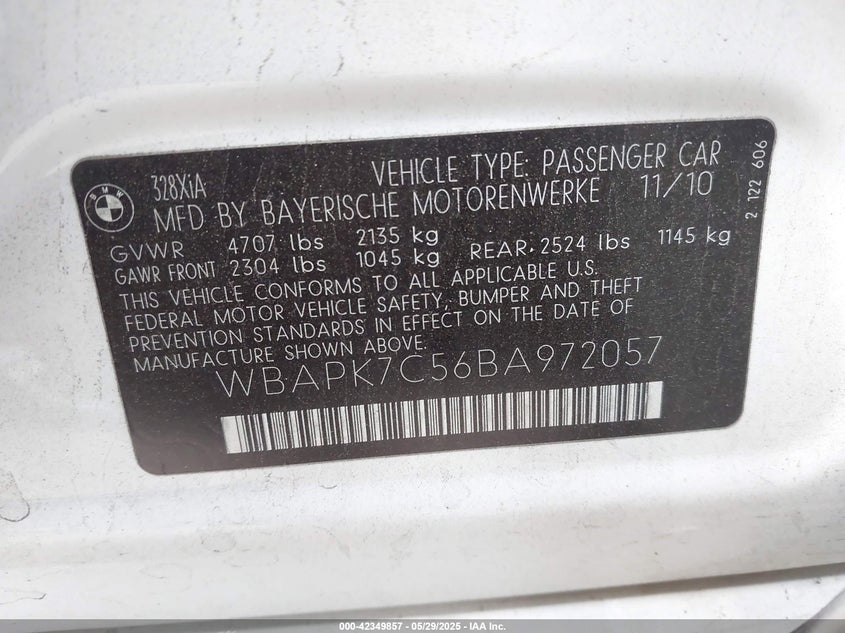 BMW
328XiA
VEHICLE TYPE: PASSENGER CAR
MFD BY BAYERISCHE MOTORENWERKE 11/10
GVWR 4707 lbs 2135 kg
GAWR FRONT 2304 lbs 1045 kg REAR: 2524 lbs 1145 kg
THIS VEHICLE CONFORMS TO ALL APPLICABLE U.S.
FEDERAL MOTOR VEHICLE SAFETY, BUMPER AND THEFT
PREVENTION STANDARDS IN EFFECT ON THE DATE OF
MANUFACTURE SHOWN ABOVE.
WBAPK7C56BA972057
2 122 606
000-42349857 - 05/29/2025 - IAA Inc.